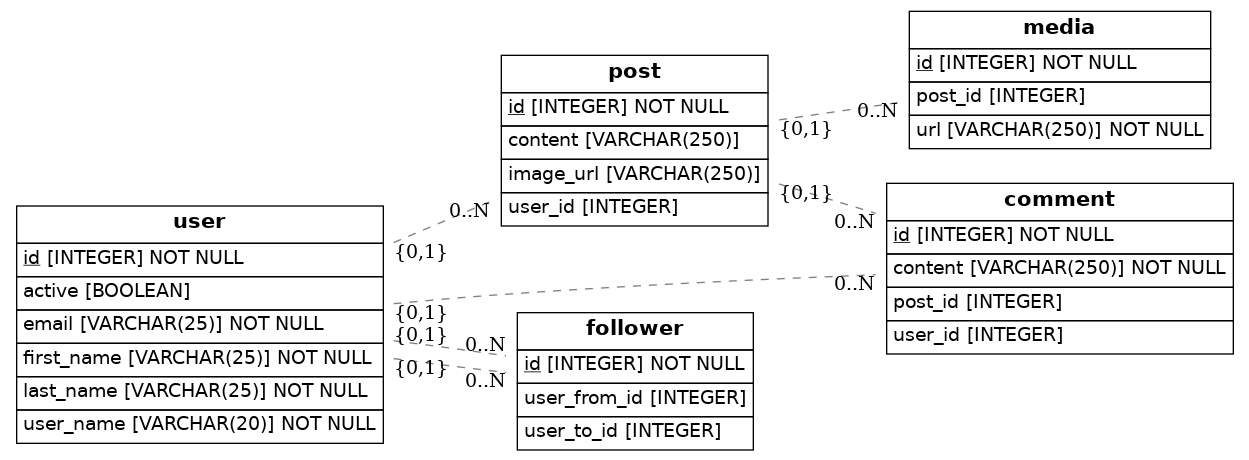 media
id [INTEGER] NOT NULL
post_id [INTEGER]
url [VARCHAR(250)] NOT NULL
post
id [INTEGER] NOT NULL
content [VARCHAR(250)]
image_url [VARCHAR(250)]
user_id [INTEGER]
0..N
{0,1}
{0,1}
0..N
comment
id [INTEGER] NOT NULL
content [VARCHAR(250)] NOT NULL
post_id [INTEGER]
user_id [INTEGER]
user
id [INTEGER] NOT NULL
active [BOOLEAN]
email [VARCHAR(25)] NOT NULL
first_name [VARCHAR(25)] NOT NULL
last_name [VARCHAR(25)] NOT NULL
user_name [VARCHAR(20)] NOT NULL
0..N
{0,1}
0..N
{0,1}
{0,1}
0..N
{0,1}
0..N
follower
id [INTEGER] NOT NULL
user_from_id [INTEGER]
user_to_id [INTEGER]